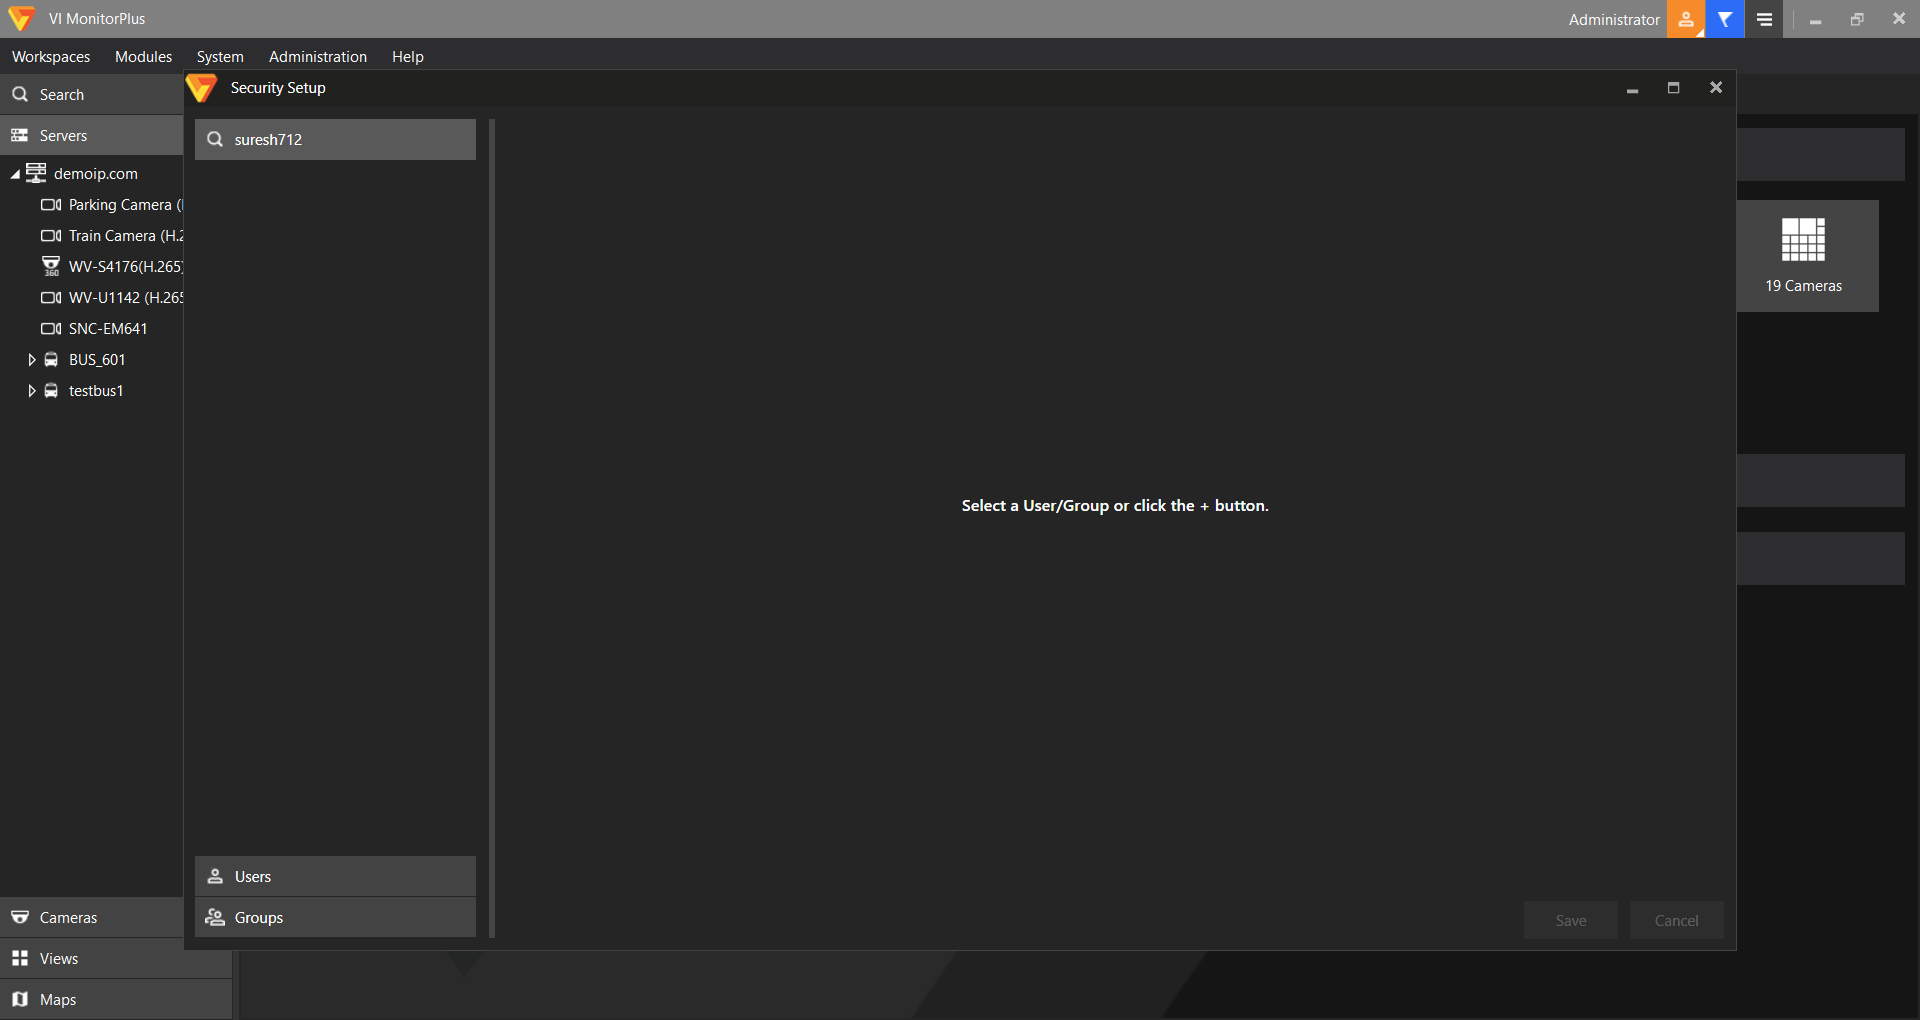 VI MonitorPlus
Administrator
Workspaces Modules System Administration Help
Search
Servers
demoip.com
Parking Camera (
Train Camera (H.2
360
WV-S4176(H.265)
WV-U1142 (H.265
SNC-EM641
BUS_601
testbus1
Cameras
Views
Maps
Security Setup
suresh712
Users
Groups
Select a User/Group or click the + button.
Save Cancel
19 Cameras